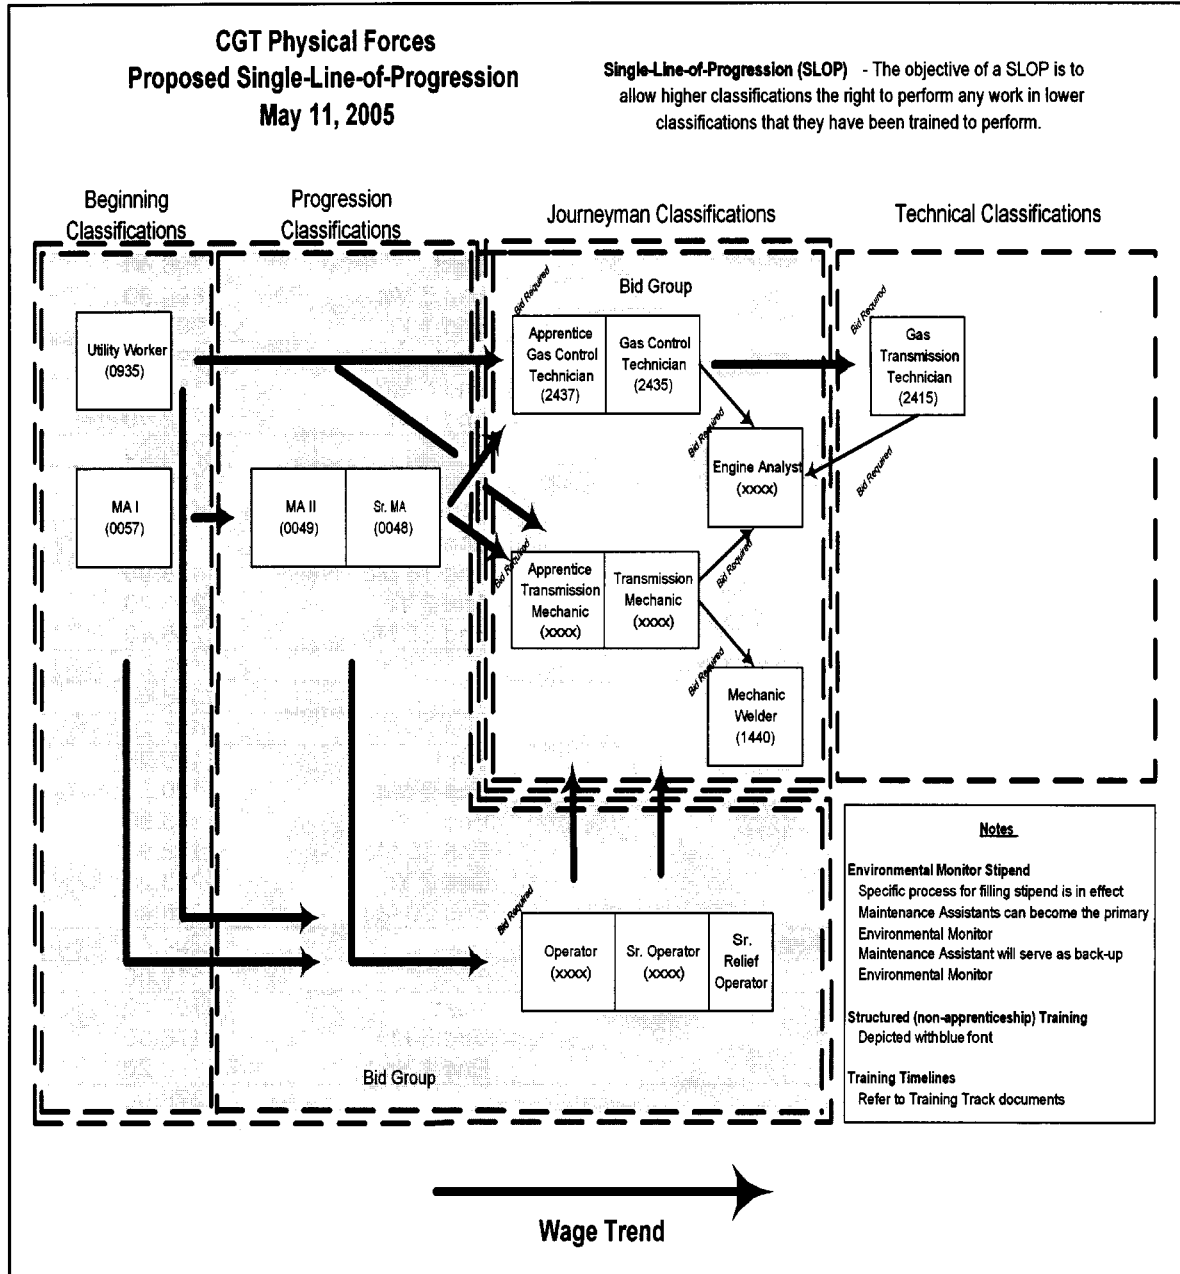 CGT Physical Forces
Proposed Single-Line-of-Progression
May 11, 2005
Single-Line-of-Progression (SLOP) - The objective of a SLOP is to
allow higher classifications the right to perform any work in lower
classifications that they have been trained to perform.
Beginning
Classifications
Progression
Classifications
Journeyman Classifications
Technical Classifications
Bid Group
Bid Required
Bid Required
Utility Worker
(0935)
Apprentice
Gas Control
Technician
(2437)
Gas Control
Technician
(2435)
Gas
Transmission
Technician
(2415)
Bid Required
Engine Analyst
(xxxx)
Bid Required
MA I
(0057)
MA II
(0049)
Sr. MA
(0048)
Bid Required
Bid Required
Apprentice
Transmission
Mechanic
(xxxx)
Transmission
Mechanic
(xxxx)
Bid Required
Mechanic
Welder
(1440)
Bid Required
Operator
(xxxx)
Sr. Operator
(xxxx)
Sr.
Relief
Operator
Bid Group
Notes
Environmental Monitor Stipend
Specific process for filling stipend is in effect
Maintenance Assistants can become the primary
Environmental Monitor
Maintenance Assistant will serve as back-up
Environmental Monitor
Structured (non-apprenticeship) Training
Depicted withblue font
Training Timelines
Refer to Training Track documents
Wage Trend